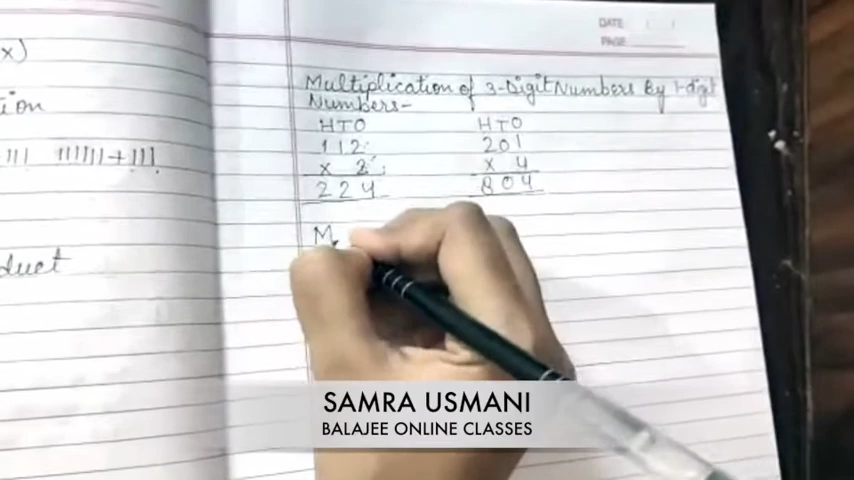 x)
ion
!!! !!!!!!+!!!
duct
DATE
PAGE
Multiplication of 3-Digit Numbers By 1-digit
Numbers-
HTO HTO
112 201
x 2 x 4
224 804
M
SAMRA USMANI
BALAJEE ONLINE CLASSES